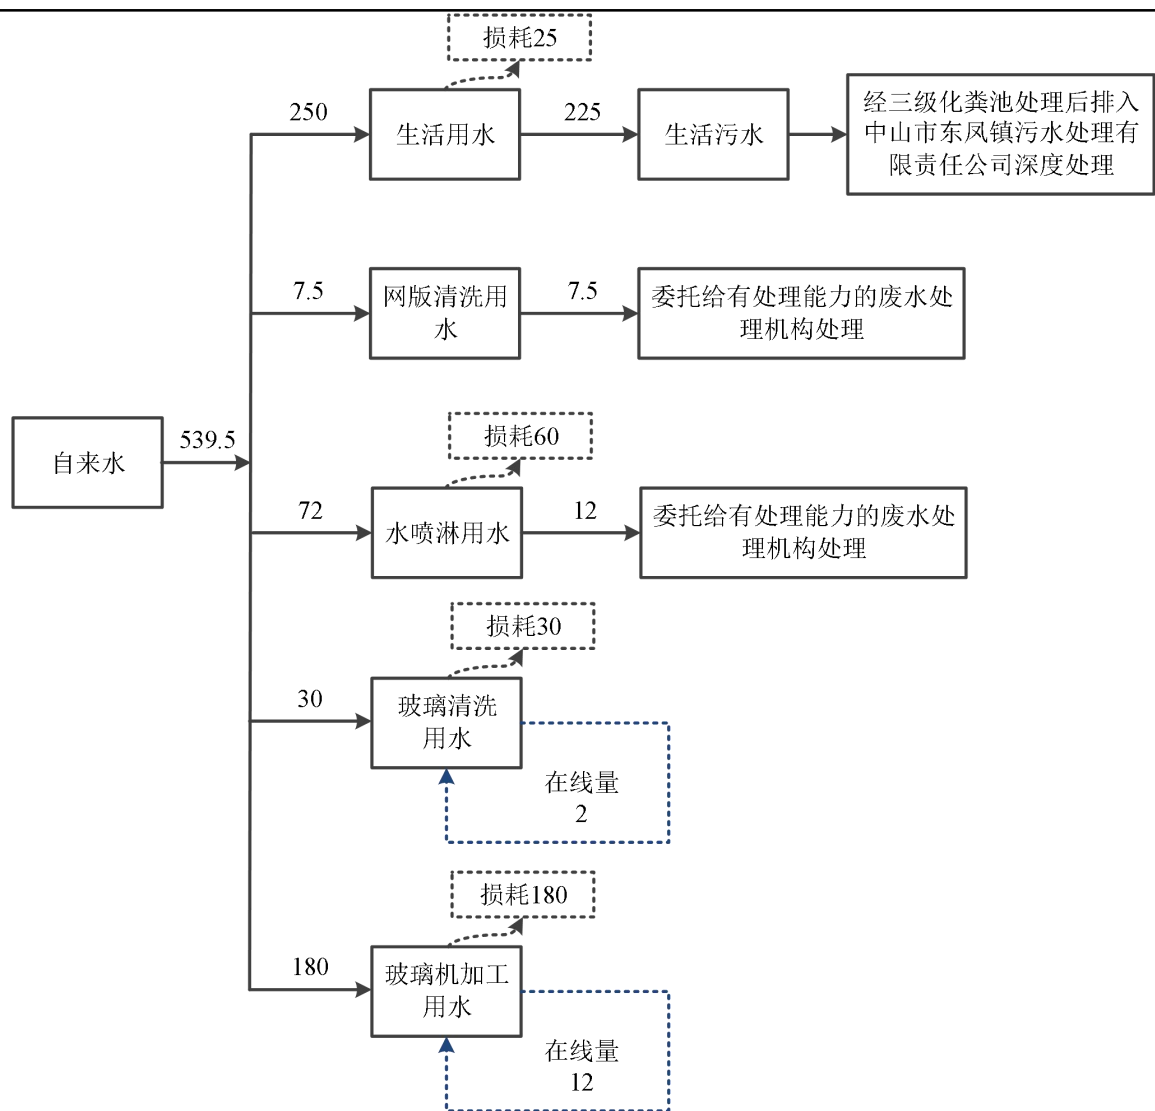 损耗25
250
生活用水
225
生活污水
经三级化粪池处理后排入
中山市东凤镇污水处理有
限责任公司深度处理
7.5
网版清洗用
水
7.5
委托给有处理能力的废水处
理机构处理
自来水
539.5
损耗60
72
水喷淋用水
12
委托给有处理能力的废水处
理机构处理
损耗30
30
玻璃清洗
用水
在线量
2
损耗180
180
玻璃机加工
用水
在线量
12